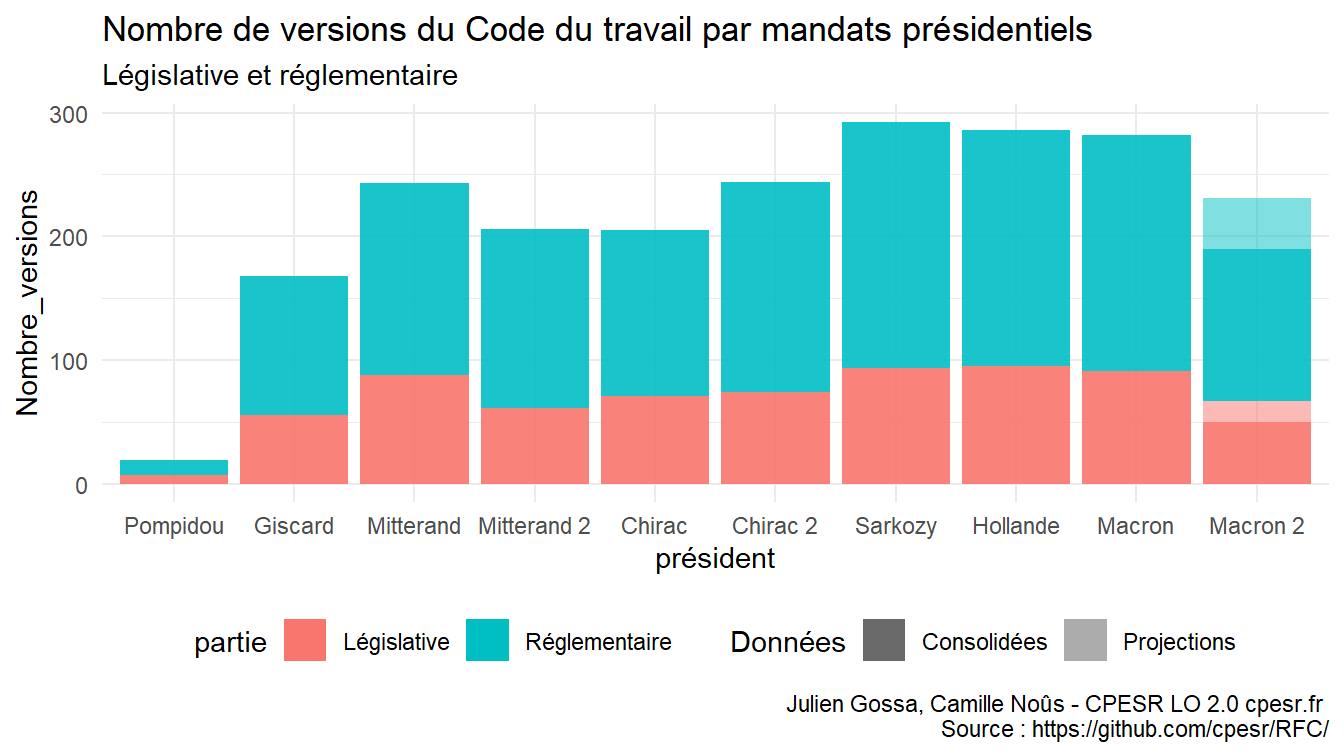 Nombre de versions du Code du travail par mandats présidentiels
Législative et réglementaire
Nombre_versions
300
200
100
0
Pompidou Giscard Mitterand Mitterand 2 Chirac Chirac 2 Sarkozy Hollande Macron Macron 2
président
partie Législative Réglementaire Données Consolidées Projections
Julien Gossa, Camille Noûs - CPESR LO 2.0 cpesr.fr
Source : https://github.com/cpesr/RFC/